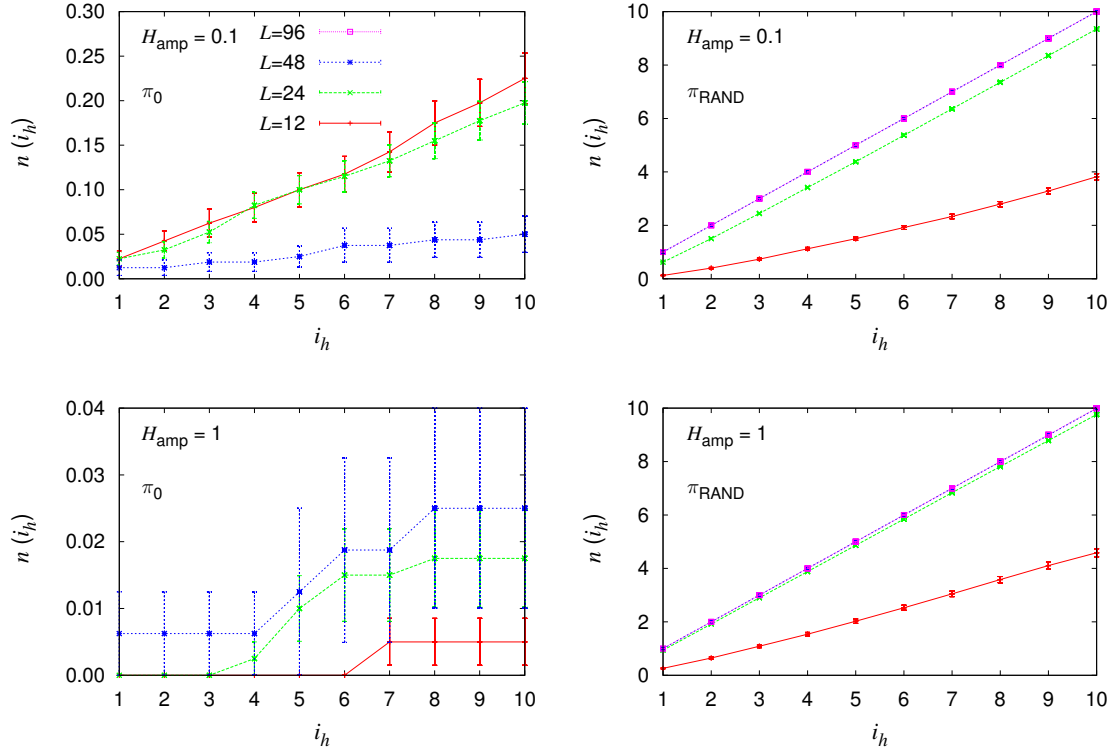 H_amp = 0.1
π_0
L=96
L=48
L=24
L=12
n (i_h)
0.30
0.25
0.20
0.15
0.10
0.05
0.00
1 2 3 4 5 6 7 8 9 10
i_h
H_amp = 0.1
π_RAND
n (i_h)
10
8
6
4
2
0
1 2 3 4 5 6 7 8 9 10
i_h
H_amp = 1
π_0
n (i_h)
0.04
0.03
0.02
0.01
0.00
1 2 3 4 5 6 7 8 9 10
i_h
H_amp = 1
π_RAND
n (i_h)
10
8
6
4
2
0
1 2 3 4 5 6 7 8 9 10
i_h